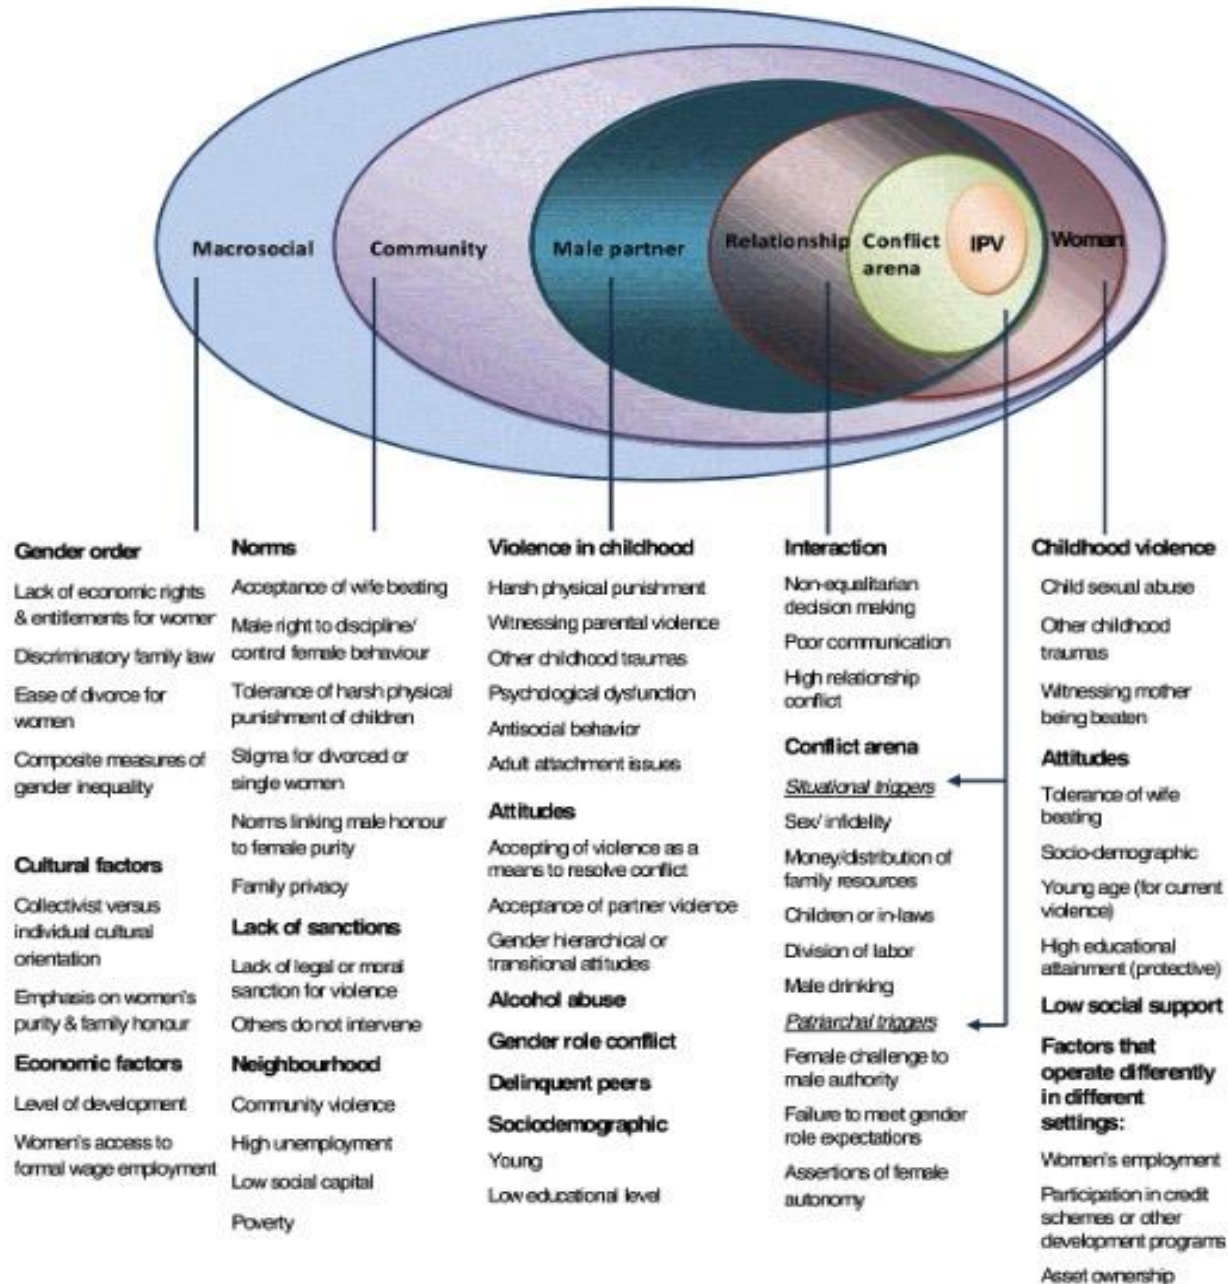 Macrosocial
Community
Male partner
Relationship
Conflict
arena
IPV
Woman
Gender order
Lack of economic rights
& entitlements for women
Discriminatory family law
Ease of divorce for
women
Composite measures of
gender inequality
Cultural factors
Collectivist versus
individual cultural
orientation
Emphasis on women's
purity & family honour
Economic factors
Level of development
Women's access to
formal wage employment
Norms
Acceptance of wife beating
Male right to discipline/
control female behaviour
Tolerance of harsh physical
punishment of children
Stigma for divorced or
single women
Norms linking male honour
to female purity
Family privacy
Lack of sanctions
Lack of legal or moral
sanction for violence
Others do not intervene
Neighbourhood
Community violence
High unemployment
Low social capital
Poverty
Violence in childhood
Harsh physical punishment
Witnessing parental violence
Other childhood traumas
Psychological dysfunction
Antisocial behavior
Adult attachment issues
Attitudes
Accepting of violence as a
means to resolve conflict
Acceptance of partner violence
Gender hierarchical or
transitional attitudes
Alcohol abuse
Gender role conflict
Delinquent peers
Sociodemographic
Young
Low educational level
Interaction
Non-equalitarian
decision making
Poor communication
High relationship
conflict
Conflict arena
Situational triggers
Sex/ infidelity
Money/distribution of
family resources
Children or in-laws
Division of labor
Male drinking
Patriarchal triggers
Female challenge to
male authority
Failure to meet gender
role expectations
Assertions of female
autonomy
Childhood violence
Child sexual abuse
Other childhood
traumas
Witnessing mother
being beaten
Attitudes
Tolerance of wife
beating
Socio-demographic
Young age (for current
violence)
High educational
attainment (protective)
Low social support
Factors that
operate differently
in different
settings:
Women's employment
Participation in credit
schemes or other
development programs
Asset ownership